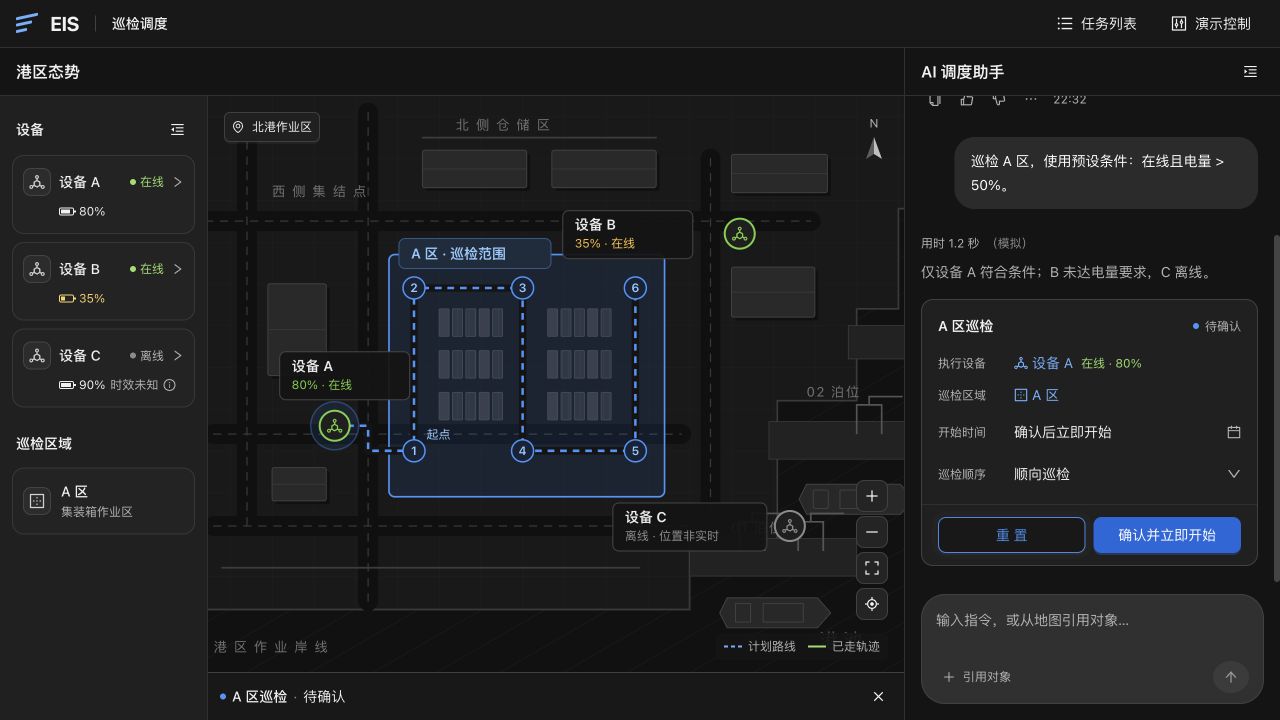 EIS
巡检调度
任务列表
演示控制
港区态势
AI 调度助手
设备
设备 A
在线
80%
设备 B
在线
35%
设备 C
离线
90% 时效未知
巡检区域
A 区
集装箱作业区
北港作业区
北侧仓储区
N
西侧集结点
设备 B
35% · 在线
A 区 · 巡检范围
2
3
6
设备 A
80% · 在线
02 泊位
起点
1
4
5
设备 C
离线 · 位置非实时
港区作业岸线
计划路线
已走轨迹
A 区巡检 · 待确认
22:32
巡检 A 区，使用预设条件：在线且电量 >
50%。
用时 1.2 秒 （模拟）
仅设备 A 符合条件；B 未达电量要求，C 离线。
A 区巡检
待确认
执行设备
设备 A 在线 · 80%
巡检区域
A 区
开始时间
确认后立即开始
巡检顺序
顺向巡检
重置
确认并立即开始
输入指令，或从地图引用对象...
引用对象